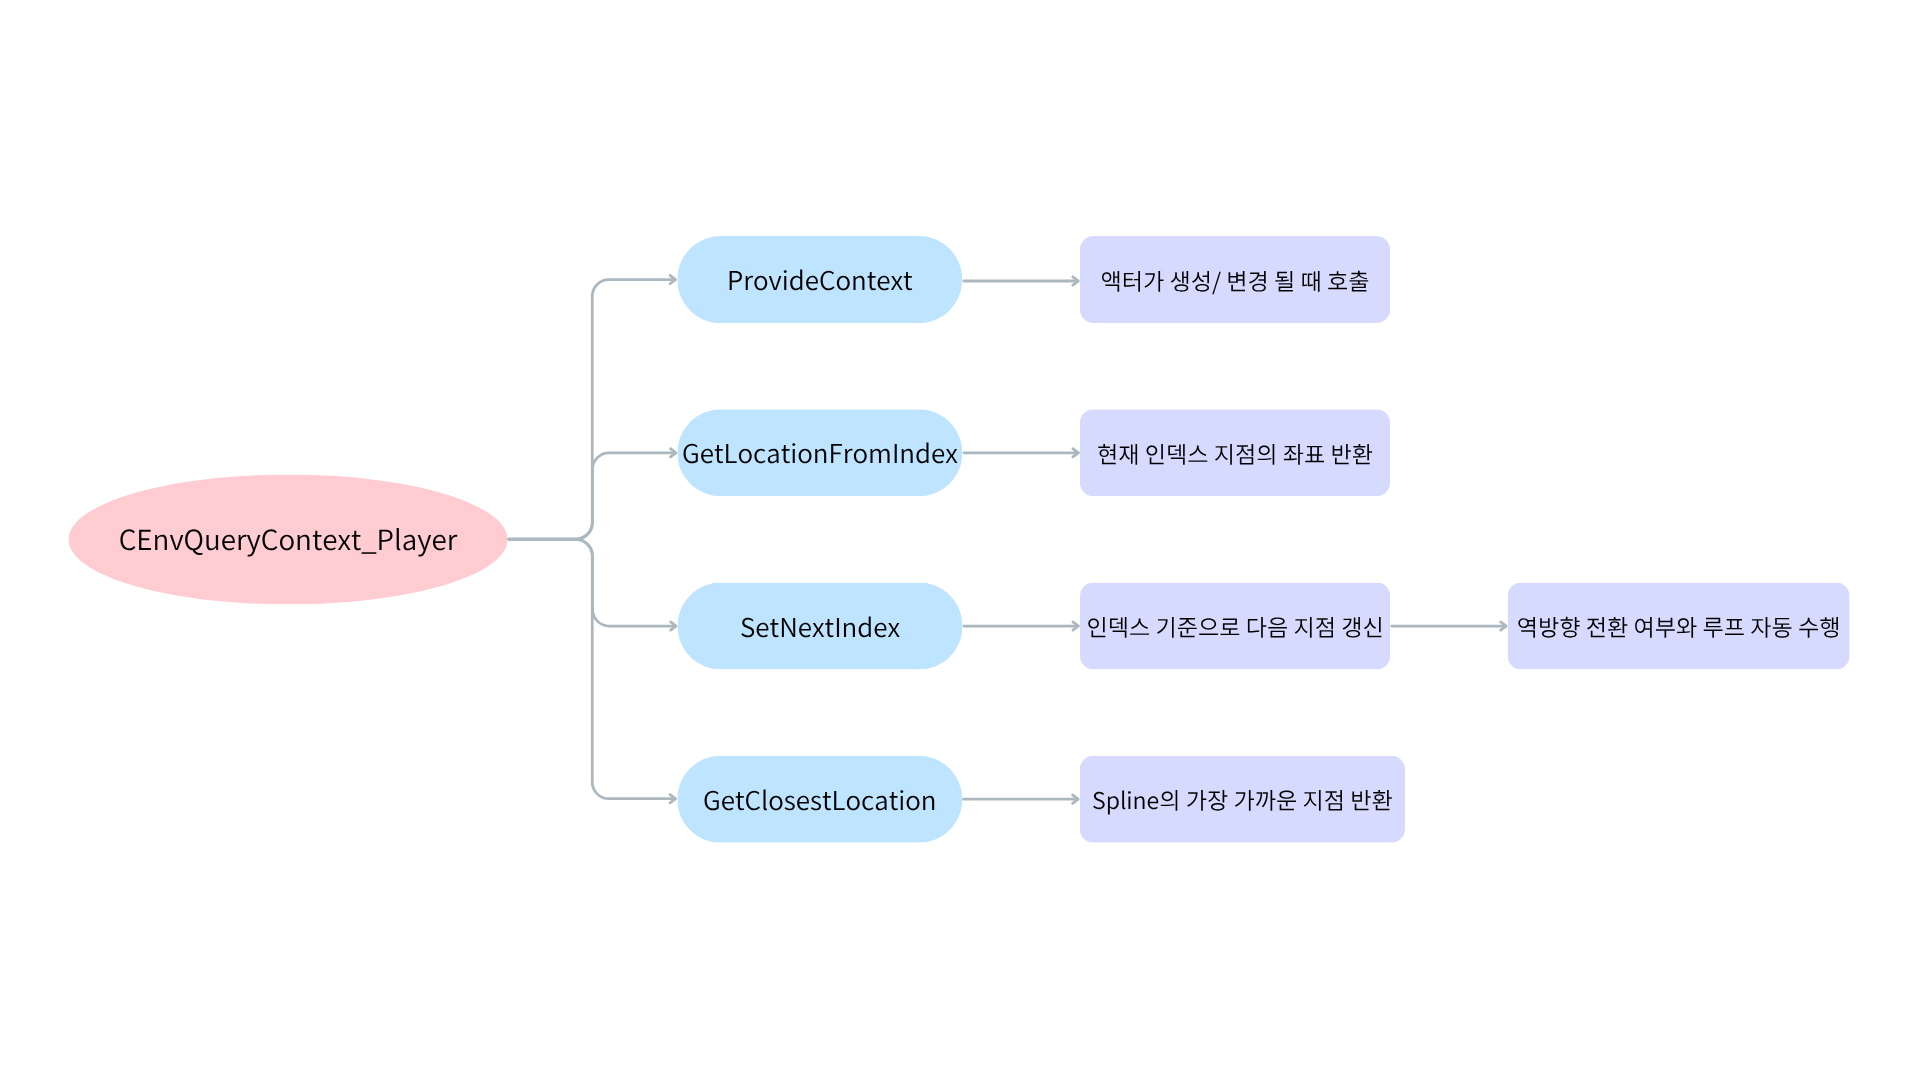 ProvideContext
액터가 생성/ 변경 될 때 호출
GetLocationFromIndex
현재 인덱스 지점의 좌표 반환
CEnvQueryContext_Player
SetNextIndex
인덱스 기준으로 다음 지점 갱신
역방향 전환 여부와 루프 자동 수행
GetClosestLocation
Spline의 가장 가까운 지점 반환